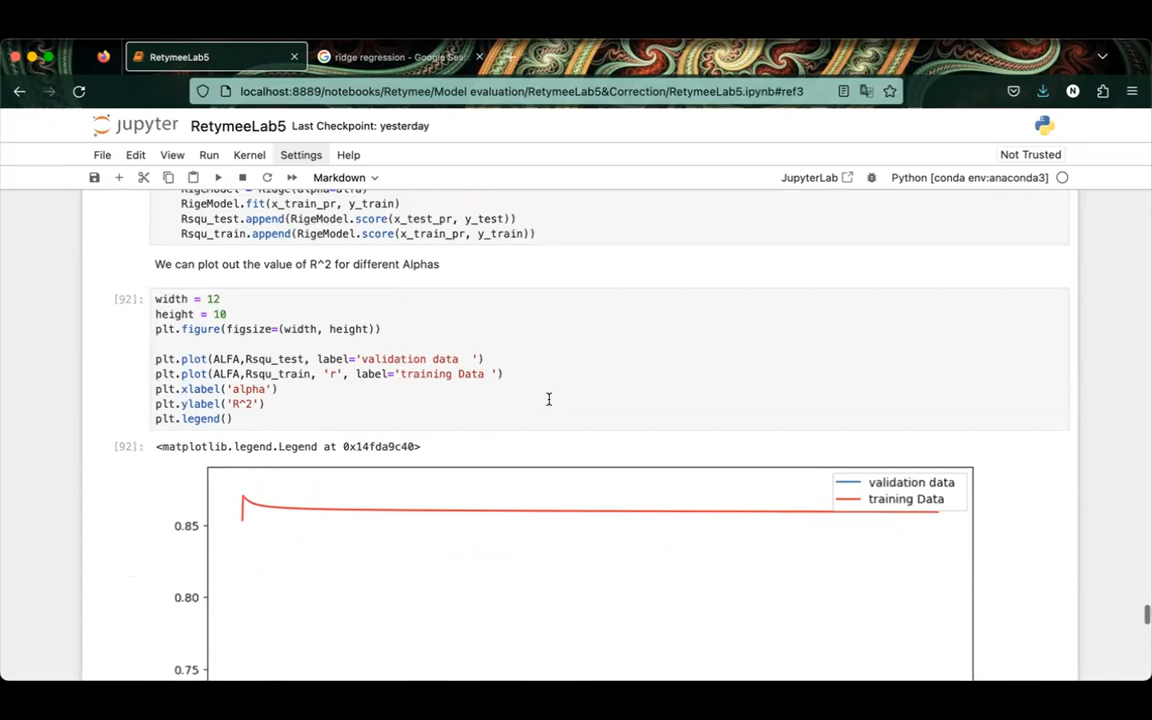 RetymeeLab5
ridge regression - Google Sea
localhost:8889/notebooks/Retymee/Model evaluation/RetymeeLab5&Correction/RetymeeLab5.ipynb#ref3
jupyter RetymeeLab5 Last Checkpoint: yesterday
File Edit View Run Kernel Settings Help
Not Trusted
Markdown
JupyterLab
Python [conda env:anaconda3]
RigeModel = Ridge(alpha=alfa)
RigeModel.fit(x_train_pr, y_train)
Rsqu_test.append(RigeModel.score(x_test_pr, y_test))
Rsqu_train.append(RigeModel.score(x_train_pr, y_train))
We can plot out the value of R^2 for different Alphas
[92]: width = 12
height = 10
plt.figure(figsize=(width, height))
plt.plot(ALFA,Rsqu_test, label='validation data  ')
plt.plot(ALFA,Rsqu_train, 'r', label='training Data ')
plt.xlabel('alpha')
plt.ylabel('R^2')
plt.legend()
[92]: <matplotlib.legend.Legend at 0x14fda9c40>
validation data
training Data
0.85
0.80
0.75